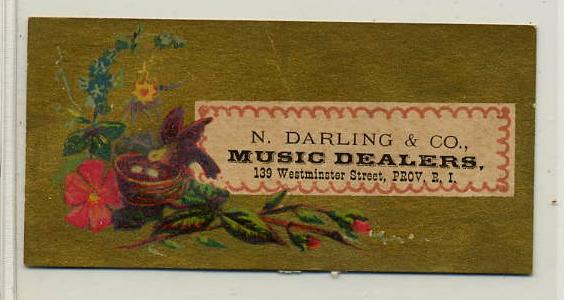 N. DARLING & CO.,
MUSIC DEALERS,
139 Westminster Street, PROV. R. I.